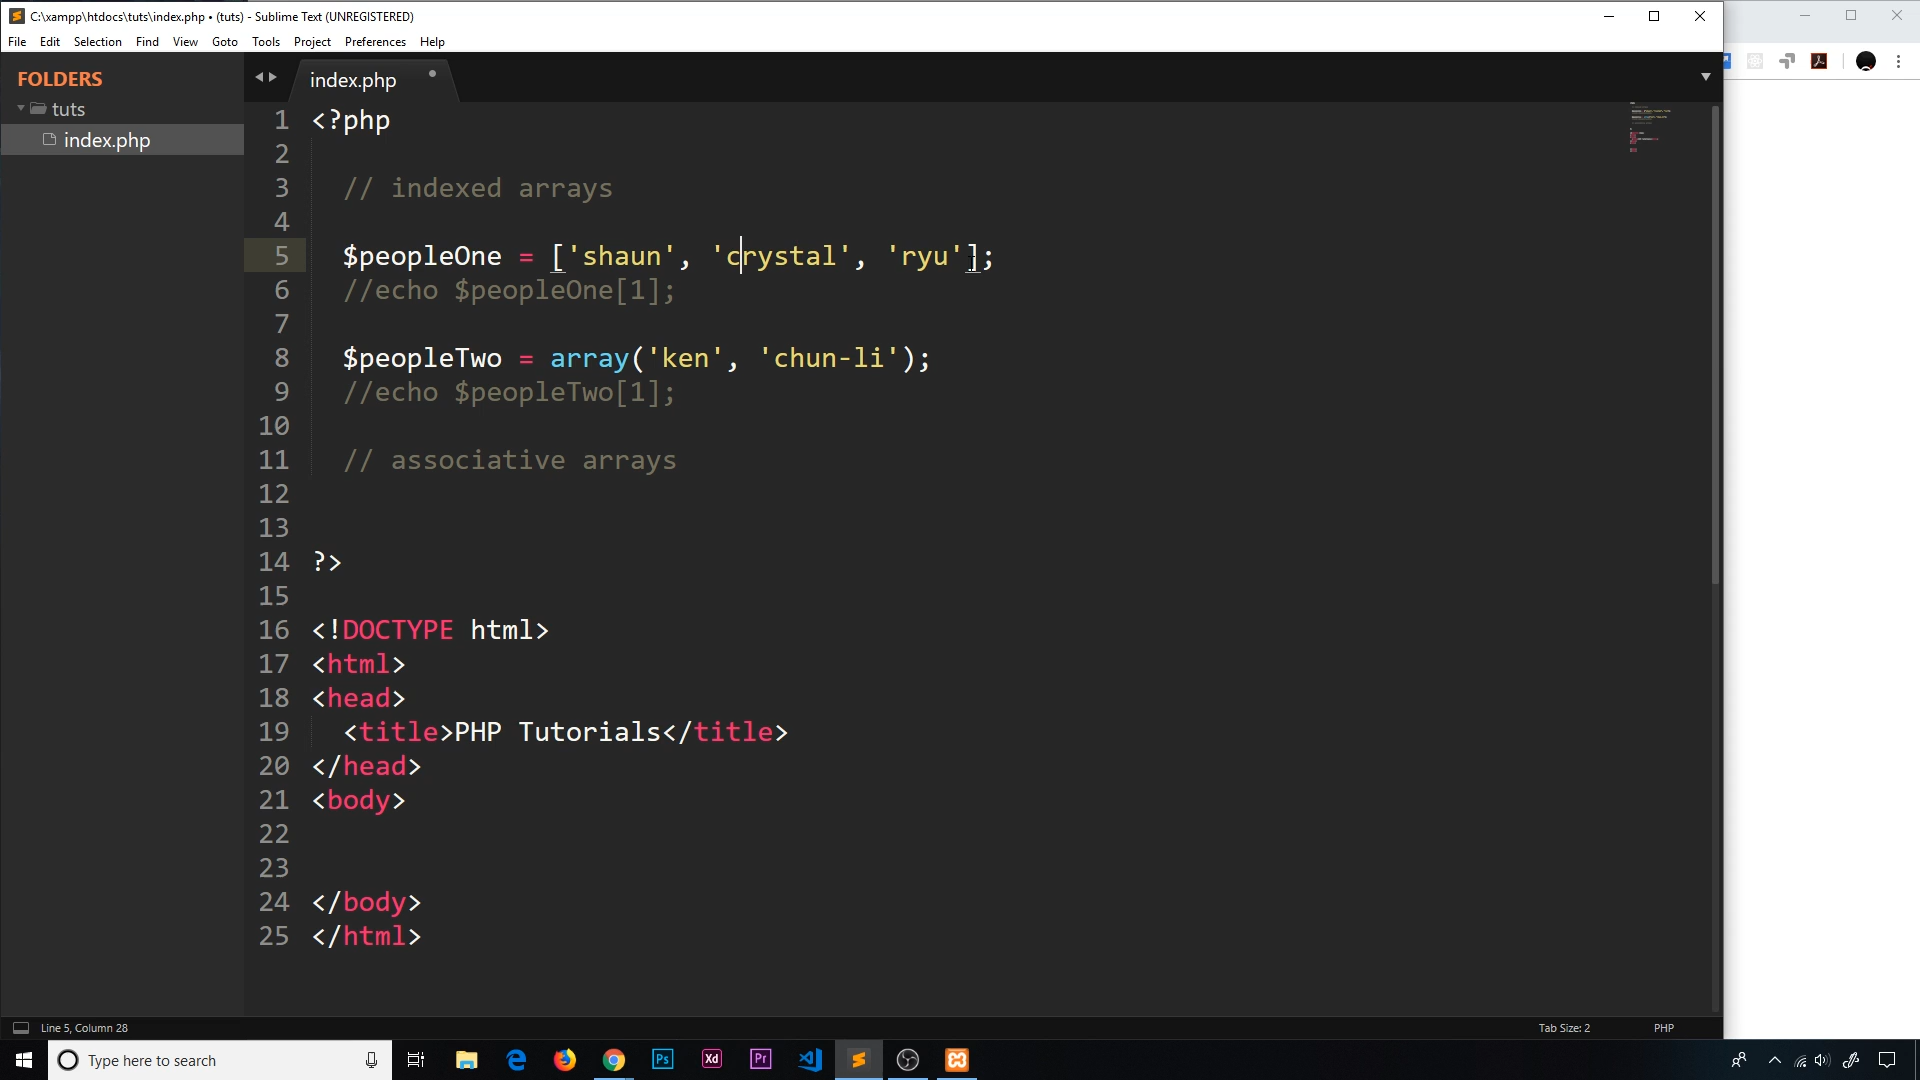 C:\xampp\htdocs\tuts\index.php • (tuts) - Sublime Text (UNREGISTERED)
File Edit Selection Find View Goto Tools Project Preferences Help
FOLDERS
tuts
index.php
index.php
1 <?php
2
3 // indexed arrays
4
5 $peopleOne = ['shaun', 'crystal', 'ryu'];
6 //echo $peopleOne[1];
7
8 $peopleTwo = array('ken', 'chun-li');
9 //echo $peopleTwo[1];
10
11 // associative arrays
12
13
14 ?>
15
16 <!DOCTYPE html>
17 <html>
18 <head>
19 <title>PHP Tutorials</title>
20 </head>
21 <body>
22
23
24 </body>
25 </html>
Line 5, Column 28 Tab Size: 2 PHP
Type here to search Ps Xd Pr